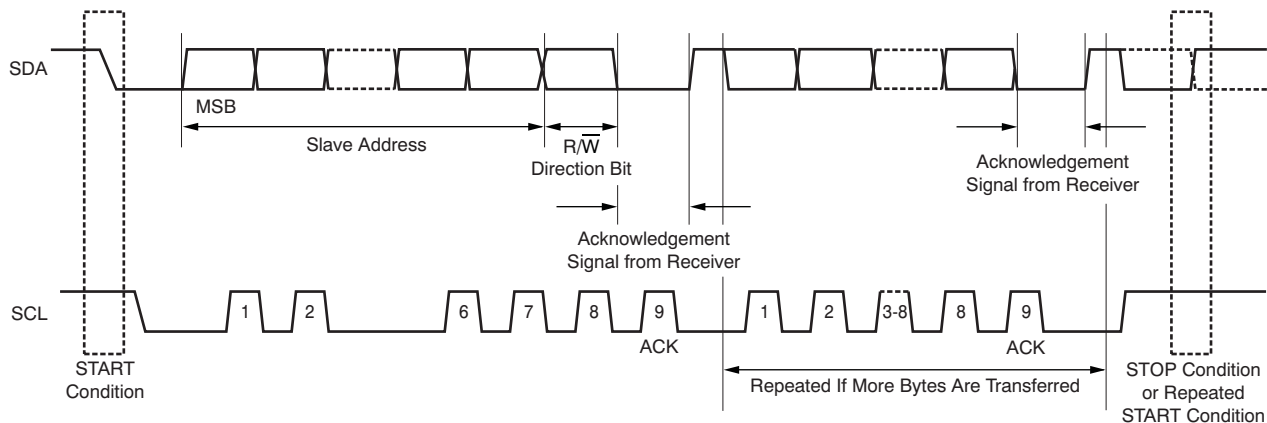 SDA
MSB
Slave Address
R/W̅
Direction Bit
Acknowledgement
Signal from Receiver
Acknowledgement
Signal from Receiver
SCL
1
2
6
7
8
9
1
2
3-8
8
9
ACK
ACK
START
Condition
Repeated If More Bytes Are Transferred
STOP Condition
or Repeated
START Condition